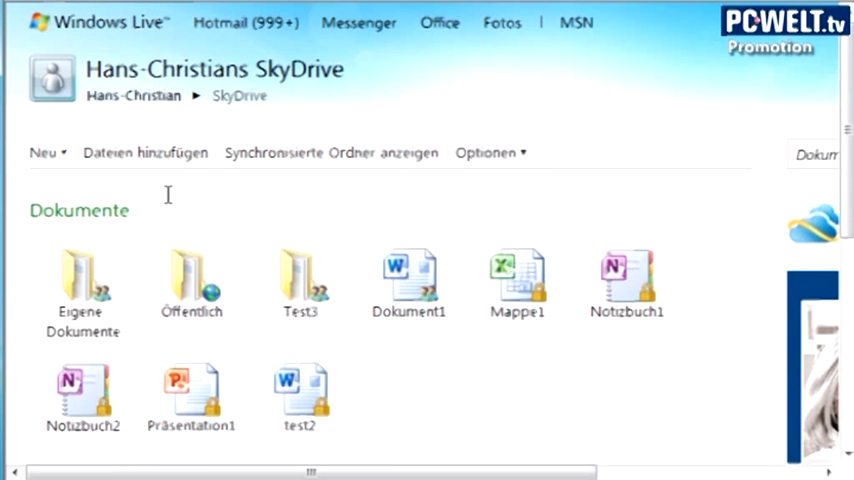 Windows Live™ Hotmail (999+) Messenger Office Fotos | MSN
PCWELT.tv
Promotion
Hans-Christians SkyDrive
Hans-Christian ► SkyDrive
Neu Dateien hinzufügen Synchronisierte Ordner anzeigen Optionen
Dokum
Dokumente
Eigene Dokumente
Öffentlich
Test3
Dokument1
Mappe1
Notizbuch1
Notizbuch2
Präsentation1
test2